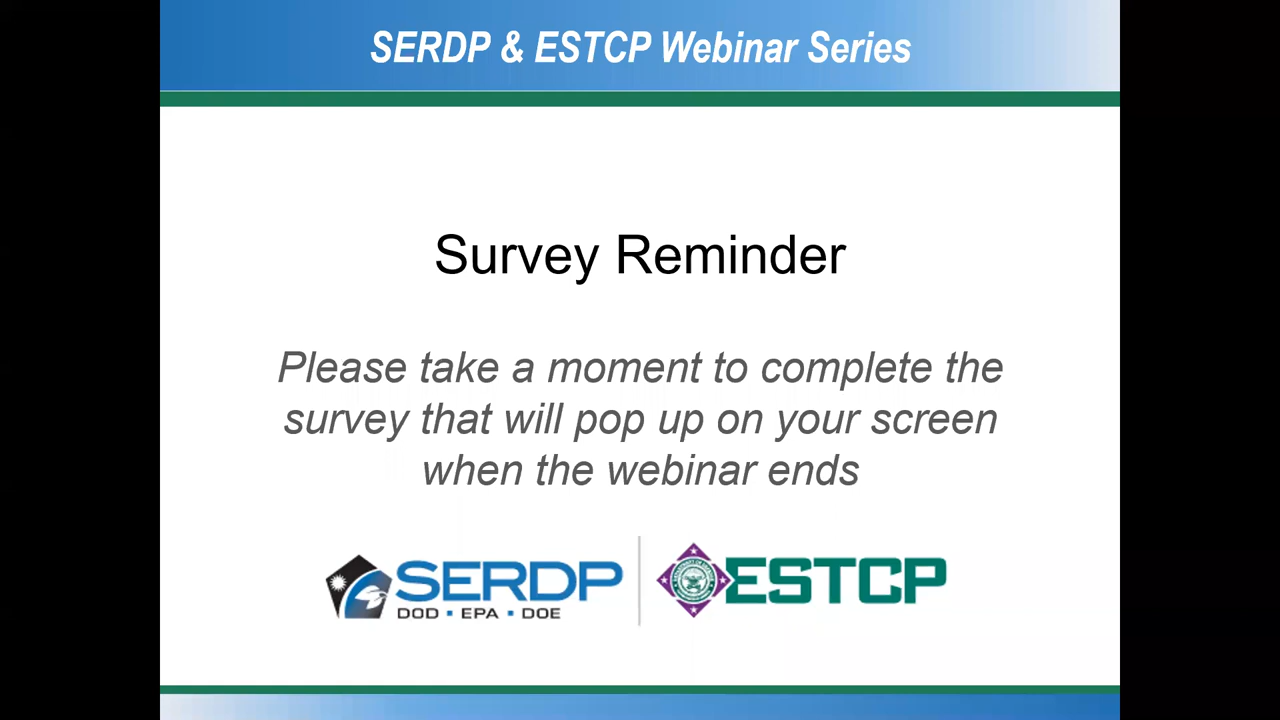 SERDP & ESTCP Webinar Series
Survey Reminder
Please take a moment to complete the
survey that will pop up on your screen
when the webinar ends
SERDP
DOD • EPA • DOE
ESTCP